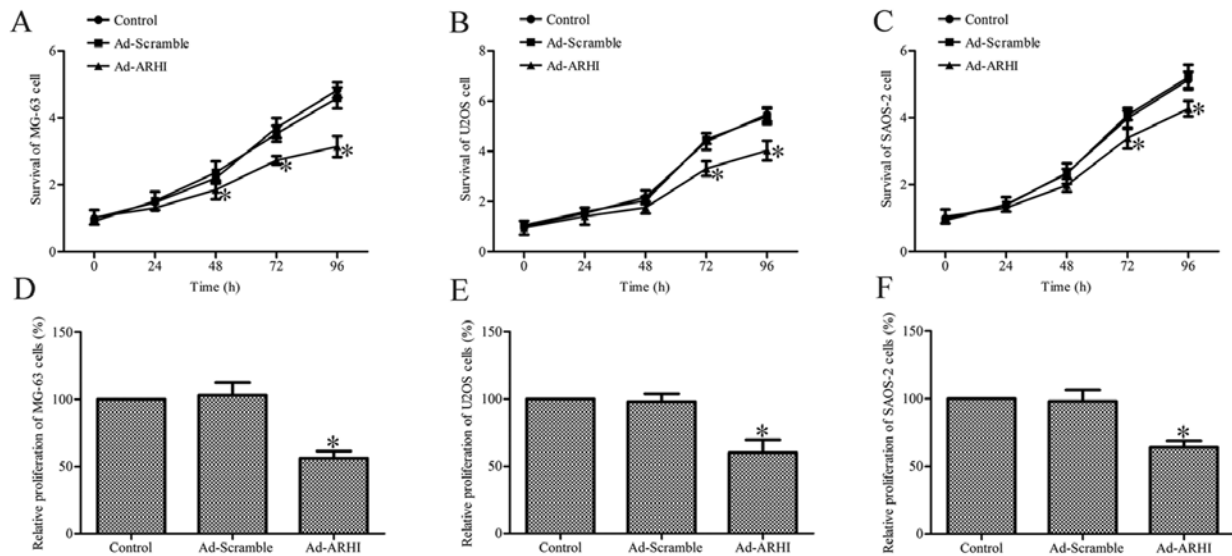 A
Control
Ad-Scramble
Ad-ARHI
Survival of MG-63 cell
6
4
2
0
*
*
*
0 24 48 72 96
Time (h)
B
Control
Ad-Scramble
Ad-ARHI
Survival of U2OS cell
8
6
4
2
0
*
*
0 24 48 72 96
Time (h)
C
Control
Ad-Scramble
Ad-ARHI
Survival of SAOS-2 cell
6
4
2
0
*
*
0 24 48 72 96
Time (h)
D
Relative proliferation of MG-63 cells (%)
150
100
50
0
*
Control Ad-Scramble Ad-ARHI
E
Relative proliferation of U2OS cells (%)
150
100
50
0
*
Control Ad-Scramble Ad-ARHI
F
Relative proliferation of SAOS-2 cells (%)
150
100
50
0
*
Control Ad-Scramble Ad-ARHI